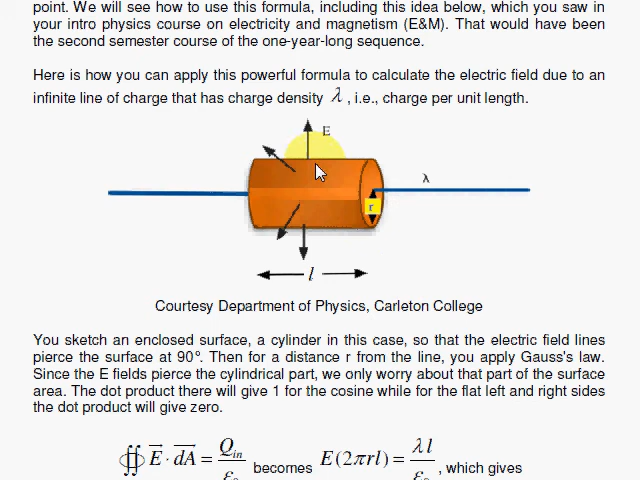 point. We will see how to use this formula, including this idea below, which you saw in
your intro physics course on electricity and magnetism (E&M). That would have been
the second semester course of the one-year-long sequence.
Here is how you can apply this powerful formula to calculate the electric field due to an
infinite line of charge that has charge density λ , i.e., charge per unit length.
E
λ
r
l
Courtesy Department of Physics, Carleton College
You sketch an enclosed surface, a cylinder in this case, so that the electric field lines
pierce the surface at 90°. Then for a distance r from the line, you apply Gauss's law.
Since the E fields pierce the cylindrical part, we only worry about that part of the surface
area. The dot product there will give 1 for the cosine while for the flat left and right sides
the dot product will give zero.
∯ E⃗ · dA⃗ = Q_in / ε₀ becomes E(2πrl) = λl / ε₀ , which gives